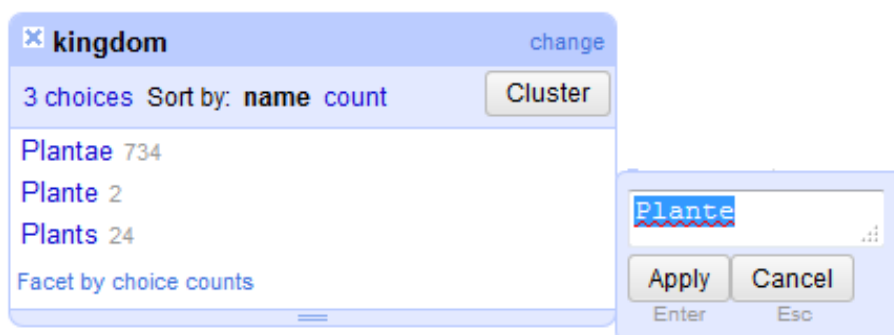 kingdom change
3 choices Sort by: name count Cluster
Plantae 734
Plante 2
Plants 24
Facet by choice counts
Plante
Apply Cancel
Enter Esc